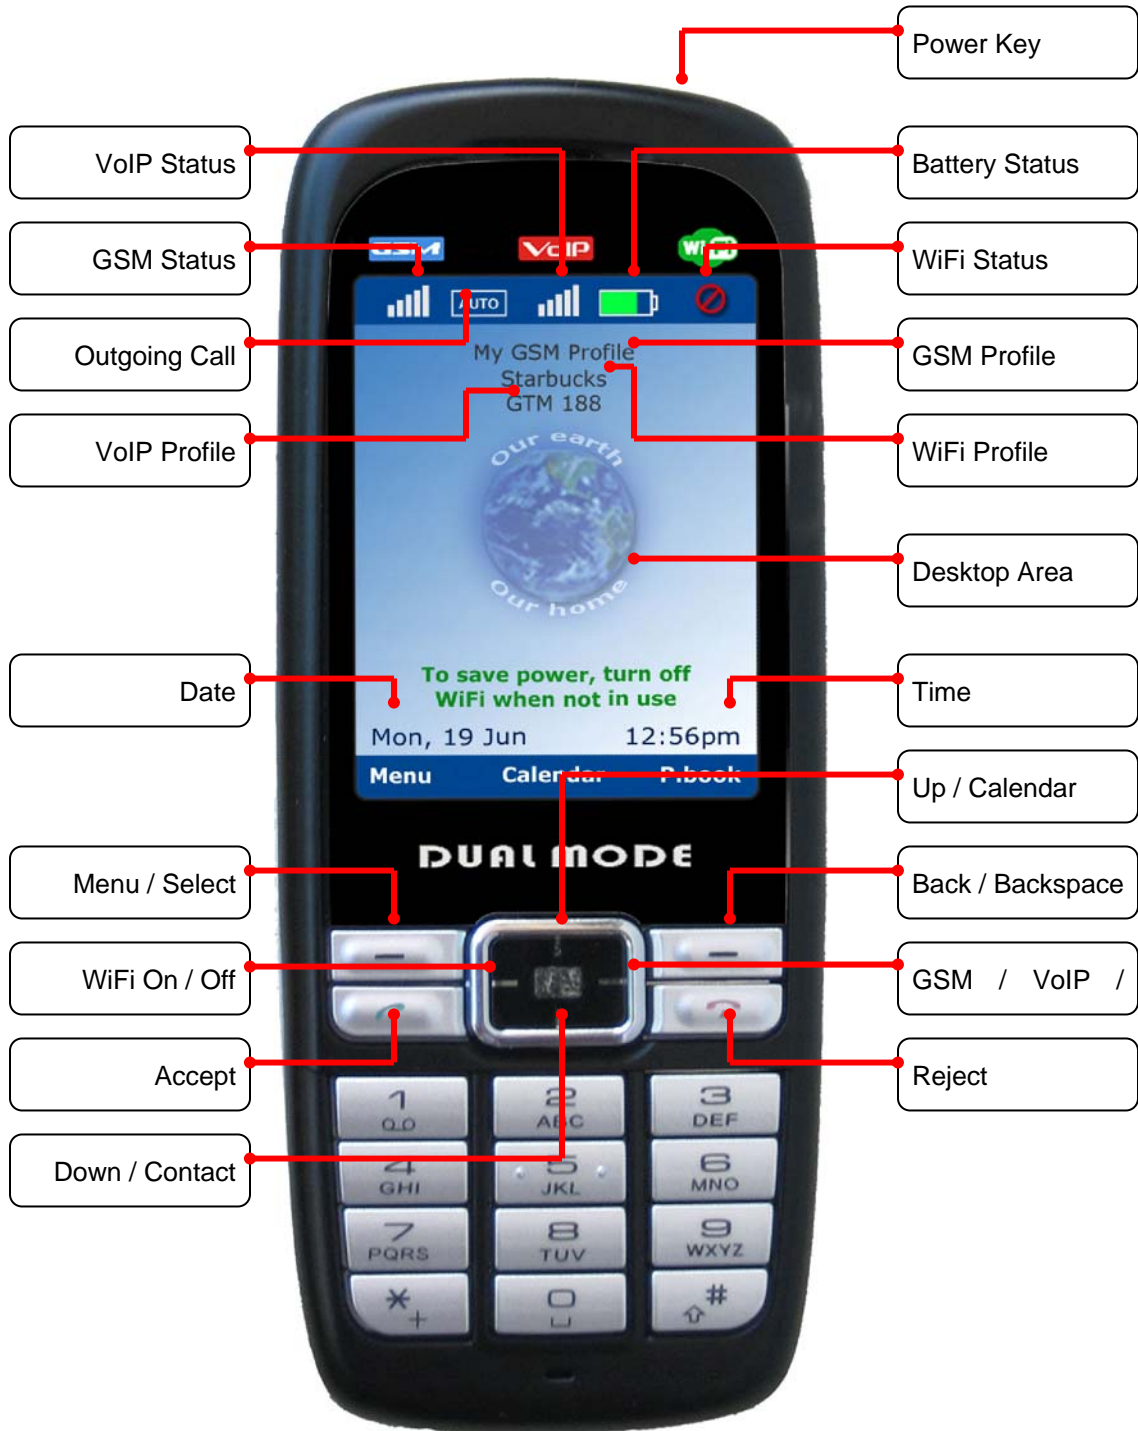 Power Key
VoIP Status
Battery Status
GSM Status
WiFi Status
GSM
VoIP
WiFi
AUTO
Outgoing Call
GSM Profile
My GSM Profile
Starbucks
GTM 188
VoIP Profile
WiFi Profile
Our earth
Our home
Desktop Area
To save power, turn off
WiFi when not in use
Date
Time
Mon, 19 Jun
12:56pm
Menu
Calendar
P.book
Up / Calendar
DUAL MODE
Menu / Select
Back / Backspace
WiFi On / Off
GSM / VoIP /
Accept
Reject
1
2 ABC
3 DEF
Down / Contact
4 GHI
5 JKL
6 MNO
7 PQRS
8 TUV
9 WXYZ
* +
0
#